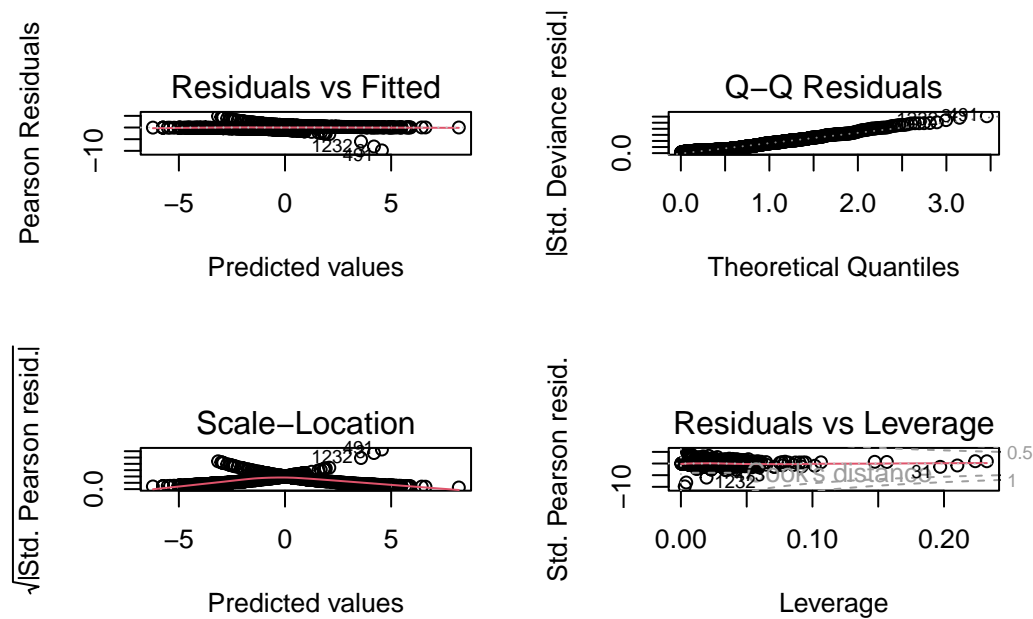 Residuals vs Fitted
Pearson Residuals
−10
1232
491
−5 0 5
Predicted values
Q−Q Residuals
|Std. Deviance resid.|
0.0
491
0.0 1.0 2.0 3.0
Theoretical Quantiles
Scale−Location
√|Std. Pearson resid.|
0.0
491
1232
−5 0 5
Predicted values
Residuals vs Leverage
Std. Pearson resid.
−10
0.5
1
31
1232
Cook's distance
0.00 0.10 0.20
Leverage